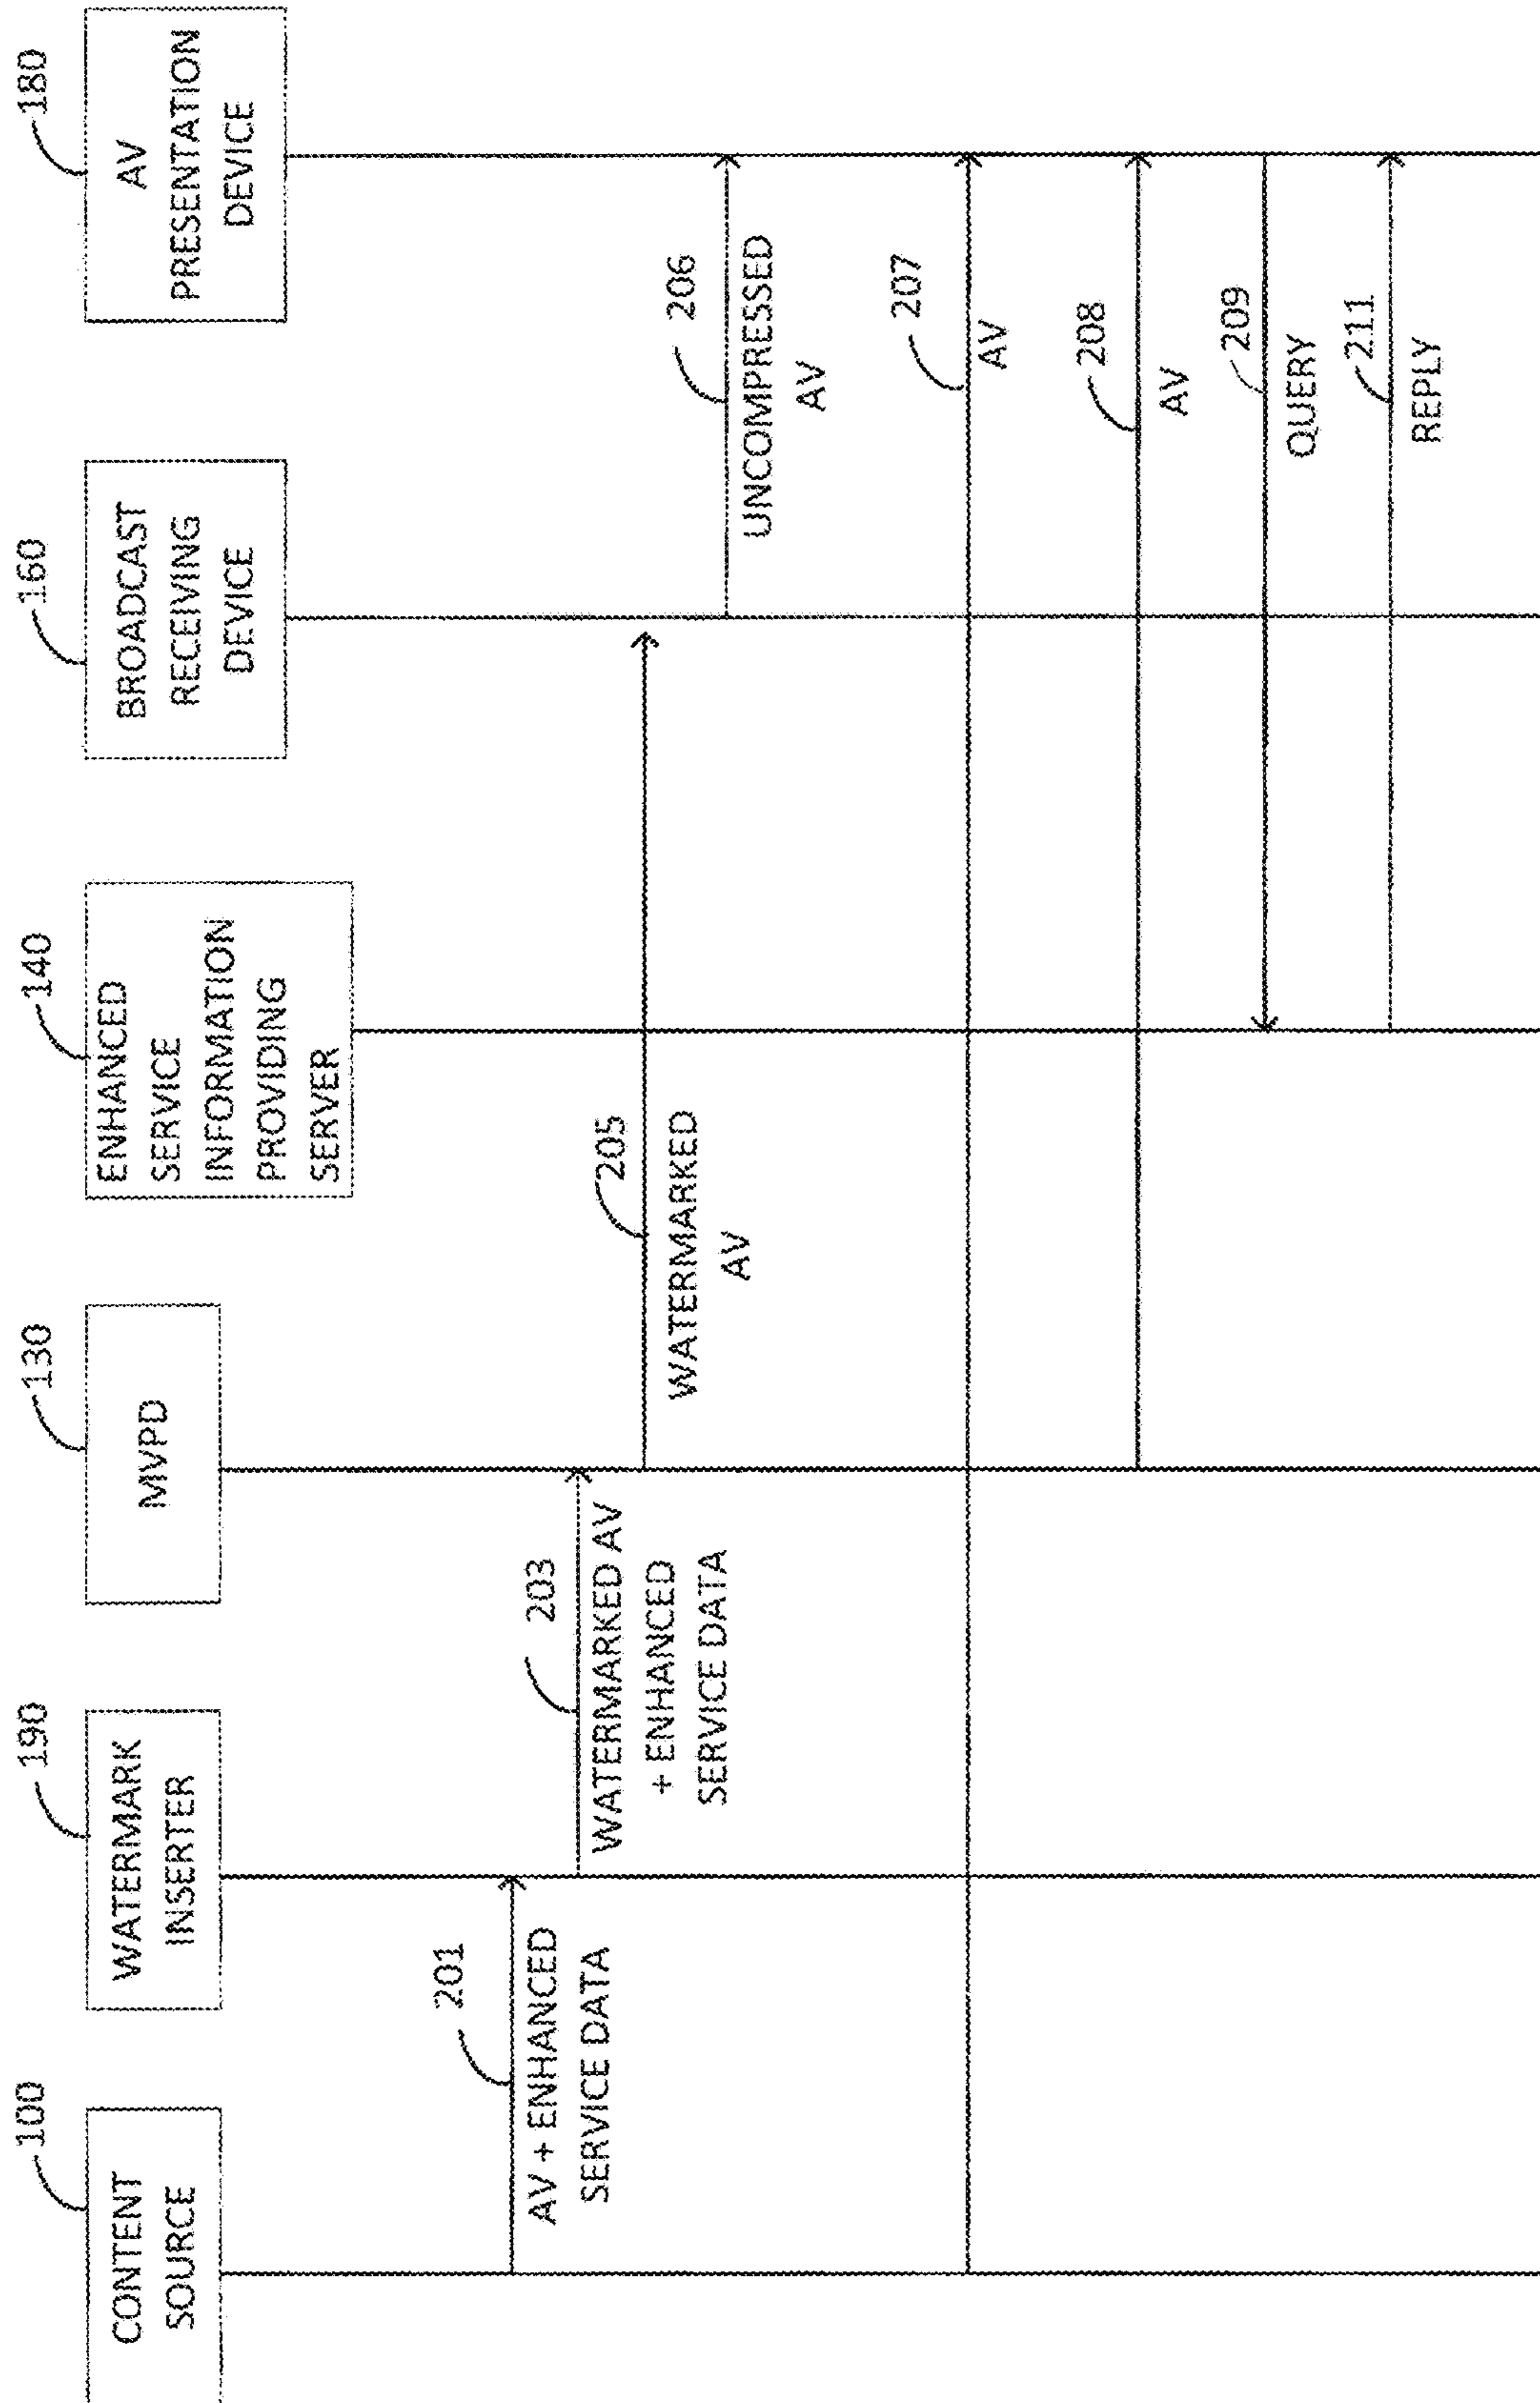 100
CONTENT
SOURCE
190
WATERMARK
INSERTER
130
MVPD
140
ENHANCED
SERVICE
INFORMATION
PROVIDING
SERVER
160
BROADCAST
RECEIVING
DEVICE
180
AV
PRESENTATION
DEVICE
201
AV + ENHANCED
SERVICE DATA
203
WATERMARKED AV
+ ENHANCED
SERVICE DATA
205
WATERMARKED
AV
206
UNCOMPRESSED
AV
207
AV
208
AV
209
QUERY
211
REPLY